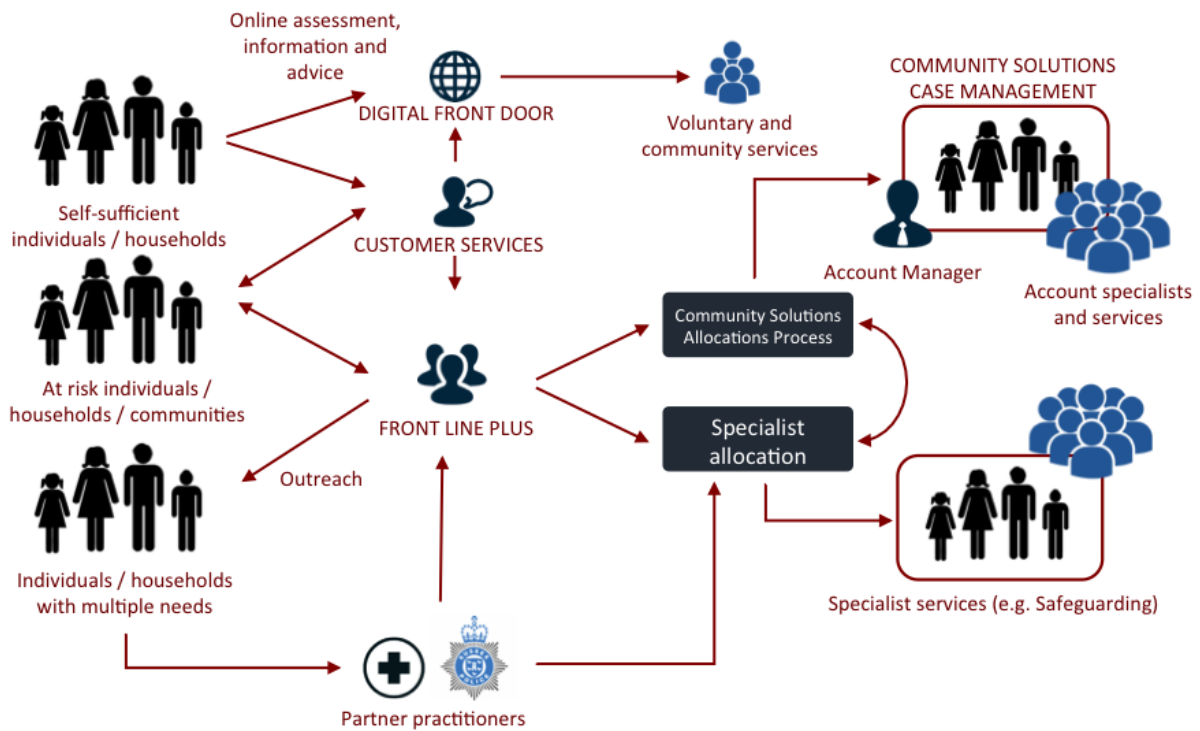 Online assessment,
information and
advice
DIGITAL FRONT DOOR
Voluntary and
community services
COMMUNITY SOLUTIONS
CASE MANAGEMENT
Self-sufficient
individuals / households
CUSTOMER SERVICES
Account Manager
Account specialists
and services
Community Solutions
Allocations Process
At risk individuals /
households / communities
FRONT LINE PLUS
Specialist
allocation
Outreach
Individuals / households
with multiple needs
Specialist services (e.g. Safeguarding)
SUSSEX
POLICE
Partner practitioners